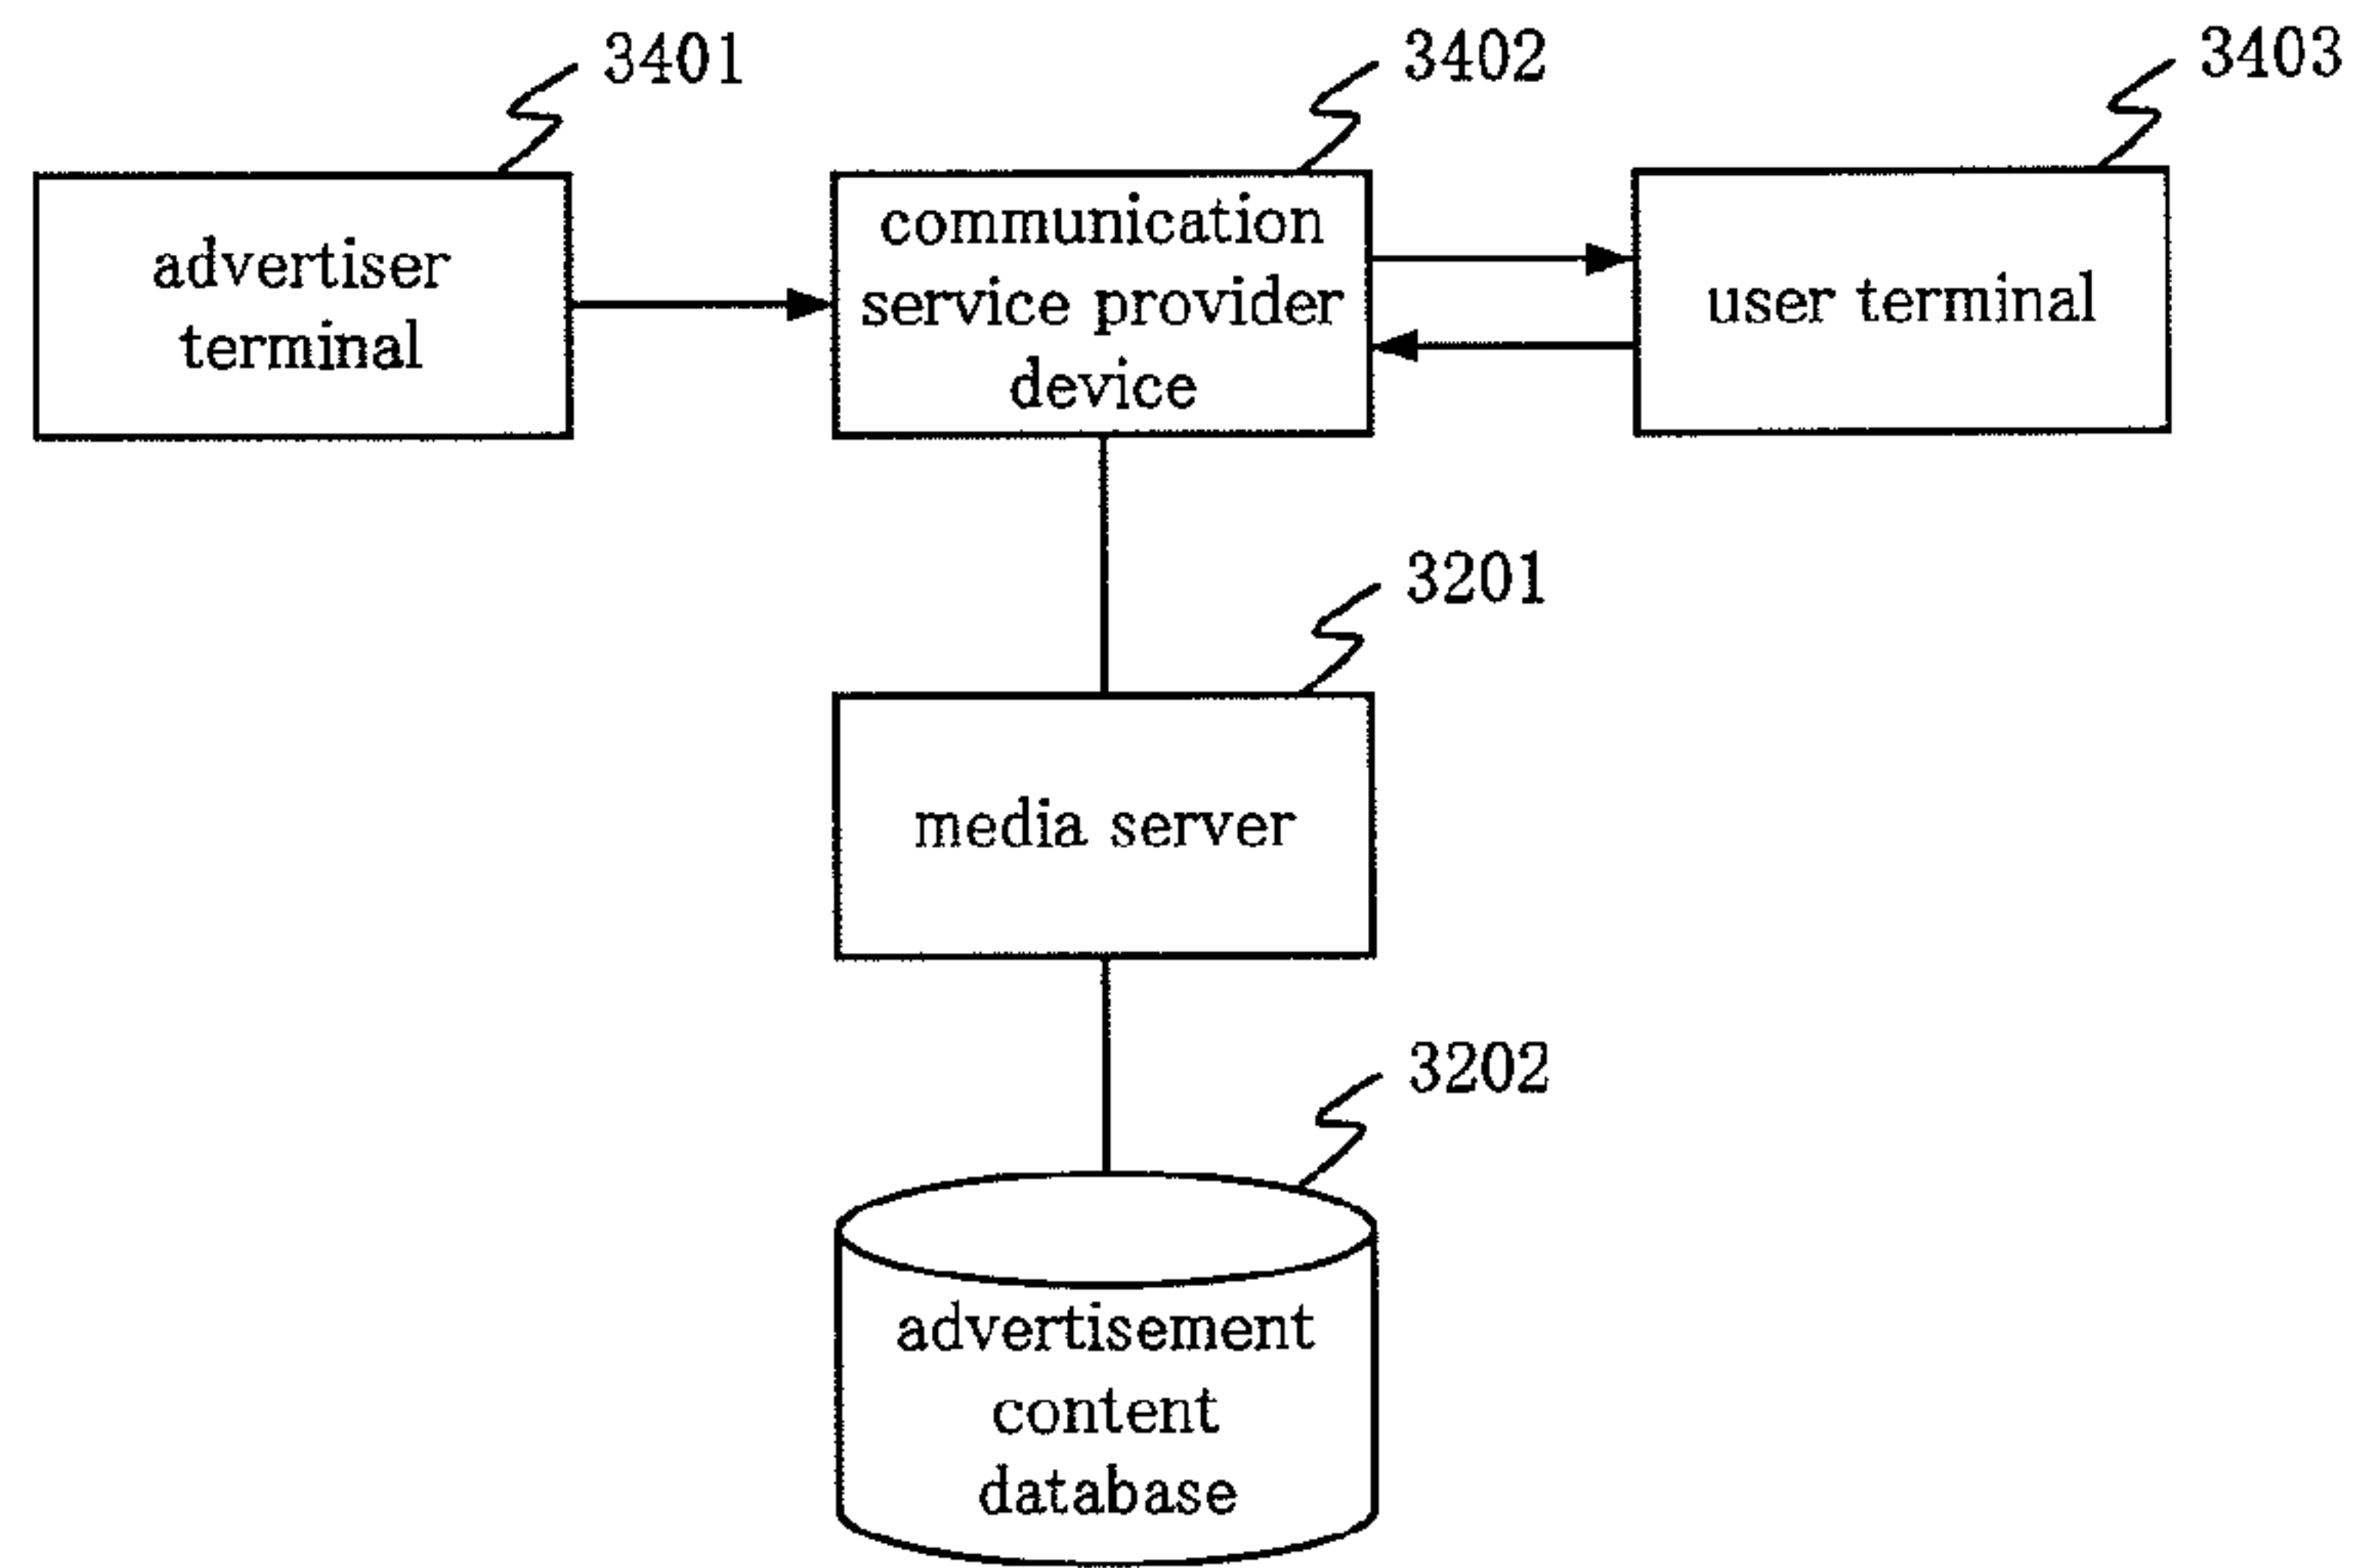 3401
3402
3403
advertiser
terminal
communication
service provider
device
user terminal
3201
media server
3202
advertisement
content
database